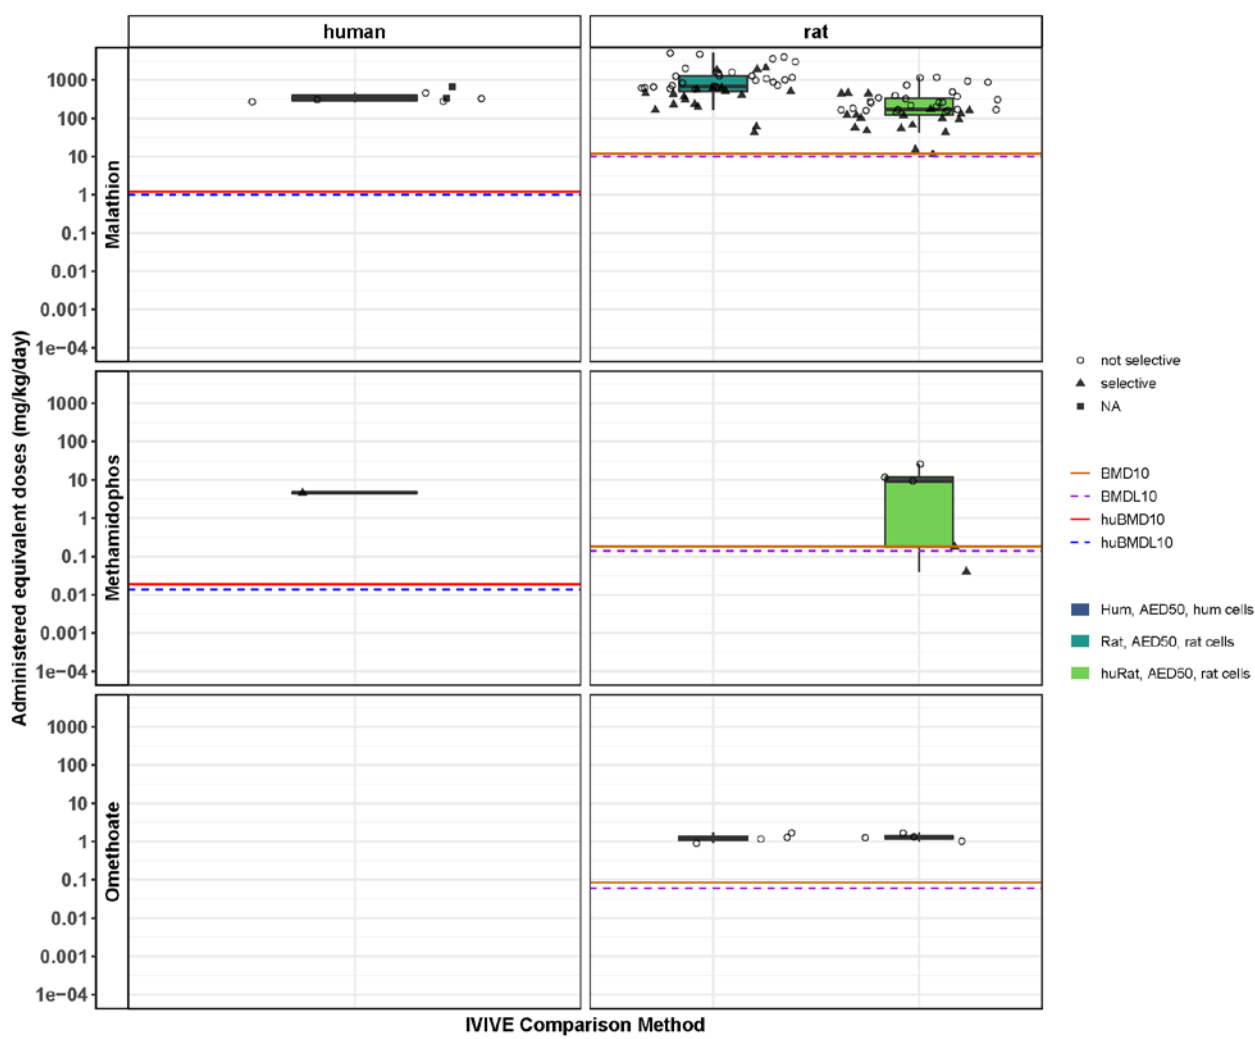 human
rat
Administered equivalent doses (mg/kg/day)
Malathion
1000
100
10
1
0.1
0.01
0.001
1e−04
Methamidophos
1000
100
10
1
0.1
0.01
0.001
1e−04
Omethoate
1000
100
10
1
0.1
0.01
0.001
1e−04
IVIVE Comparison Method
not selective
selective
NA
BMD10
BMDL10
huBMD10
huBMDL10
Hum, AED50, hum cells
Rat, AED50, rat cells
huRat, AED50, rat cells